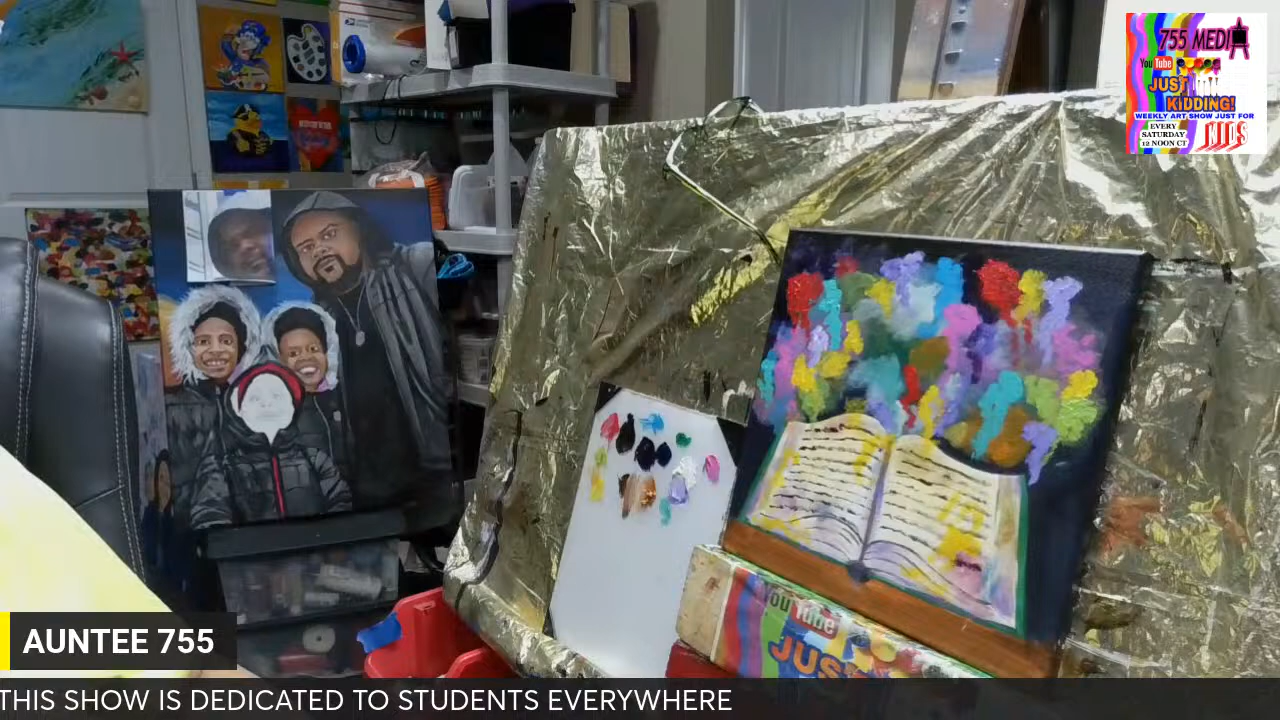 755 MEDIA
YouTube
JUST
KIDDING!
WEEKLY ART SHOW JUST FOR
EVERY
SATURDAY
12 NOON CT
KIDS
YouTube
JUS
AUNTEE 755
THIS SHOW IS DEDICATED TO STUDENTS EVERYWHERE